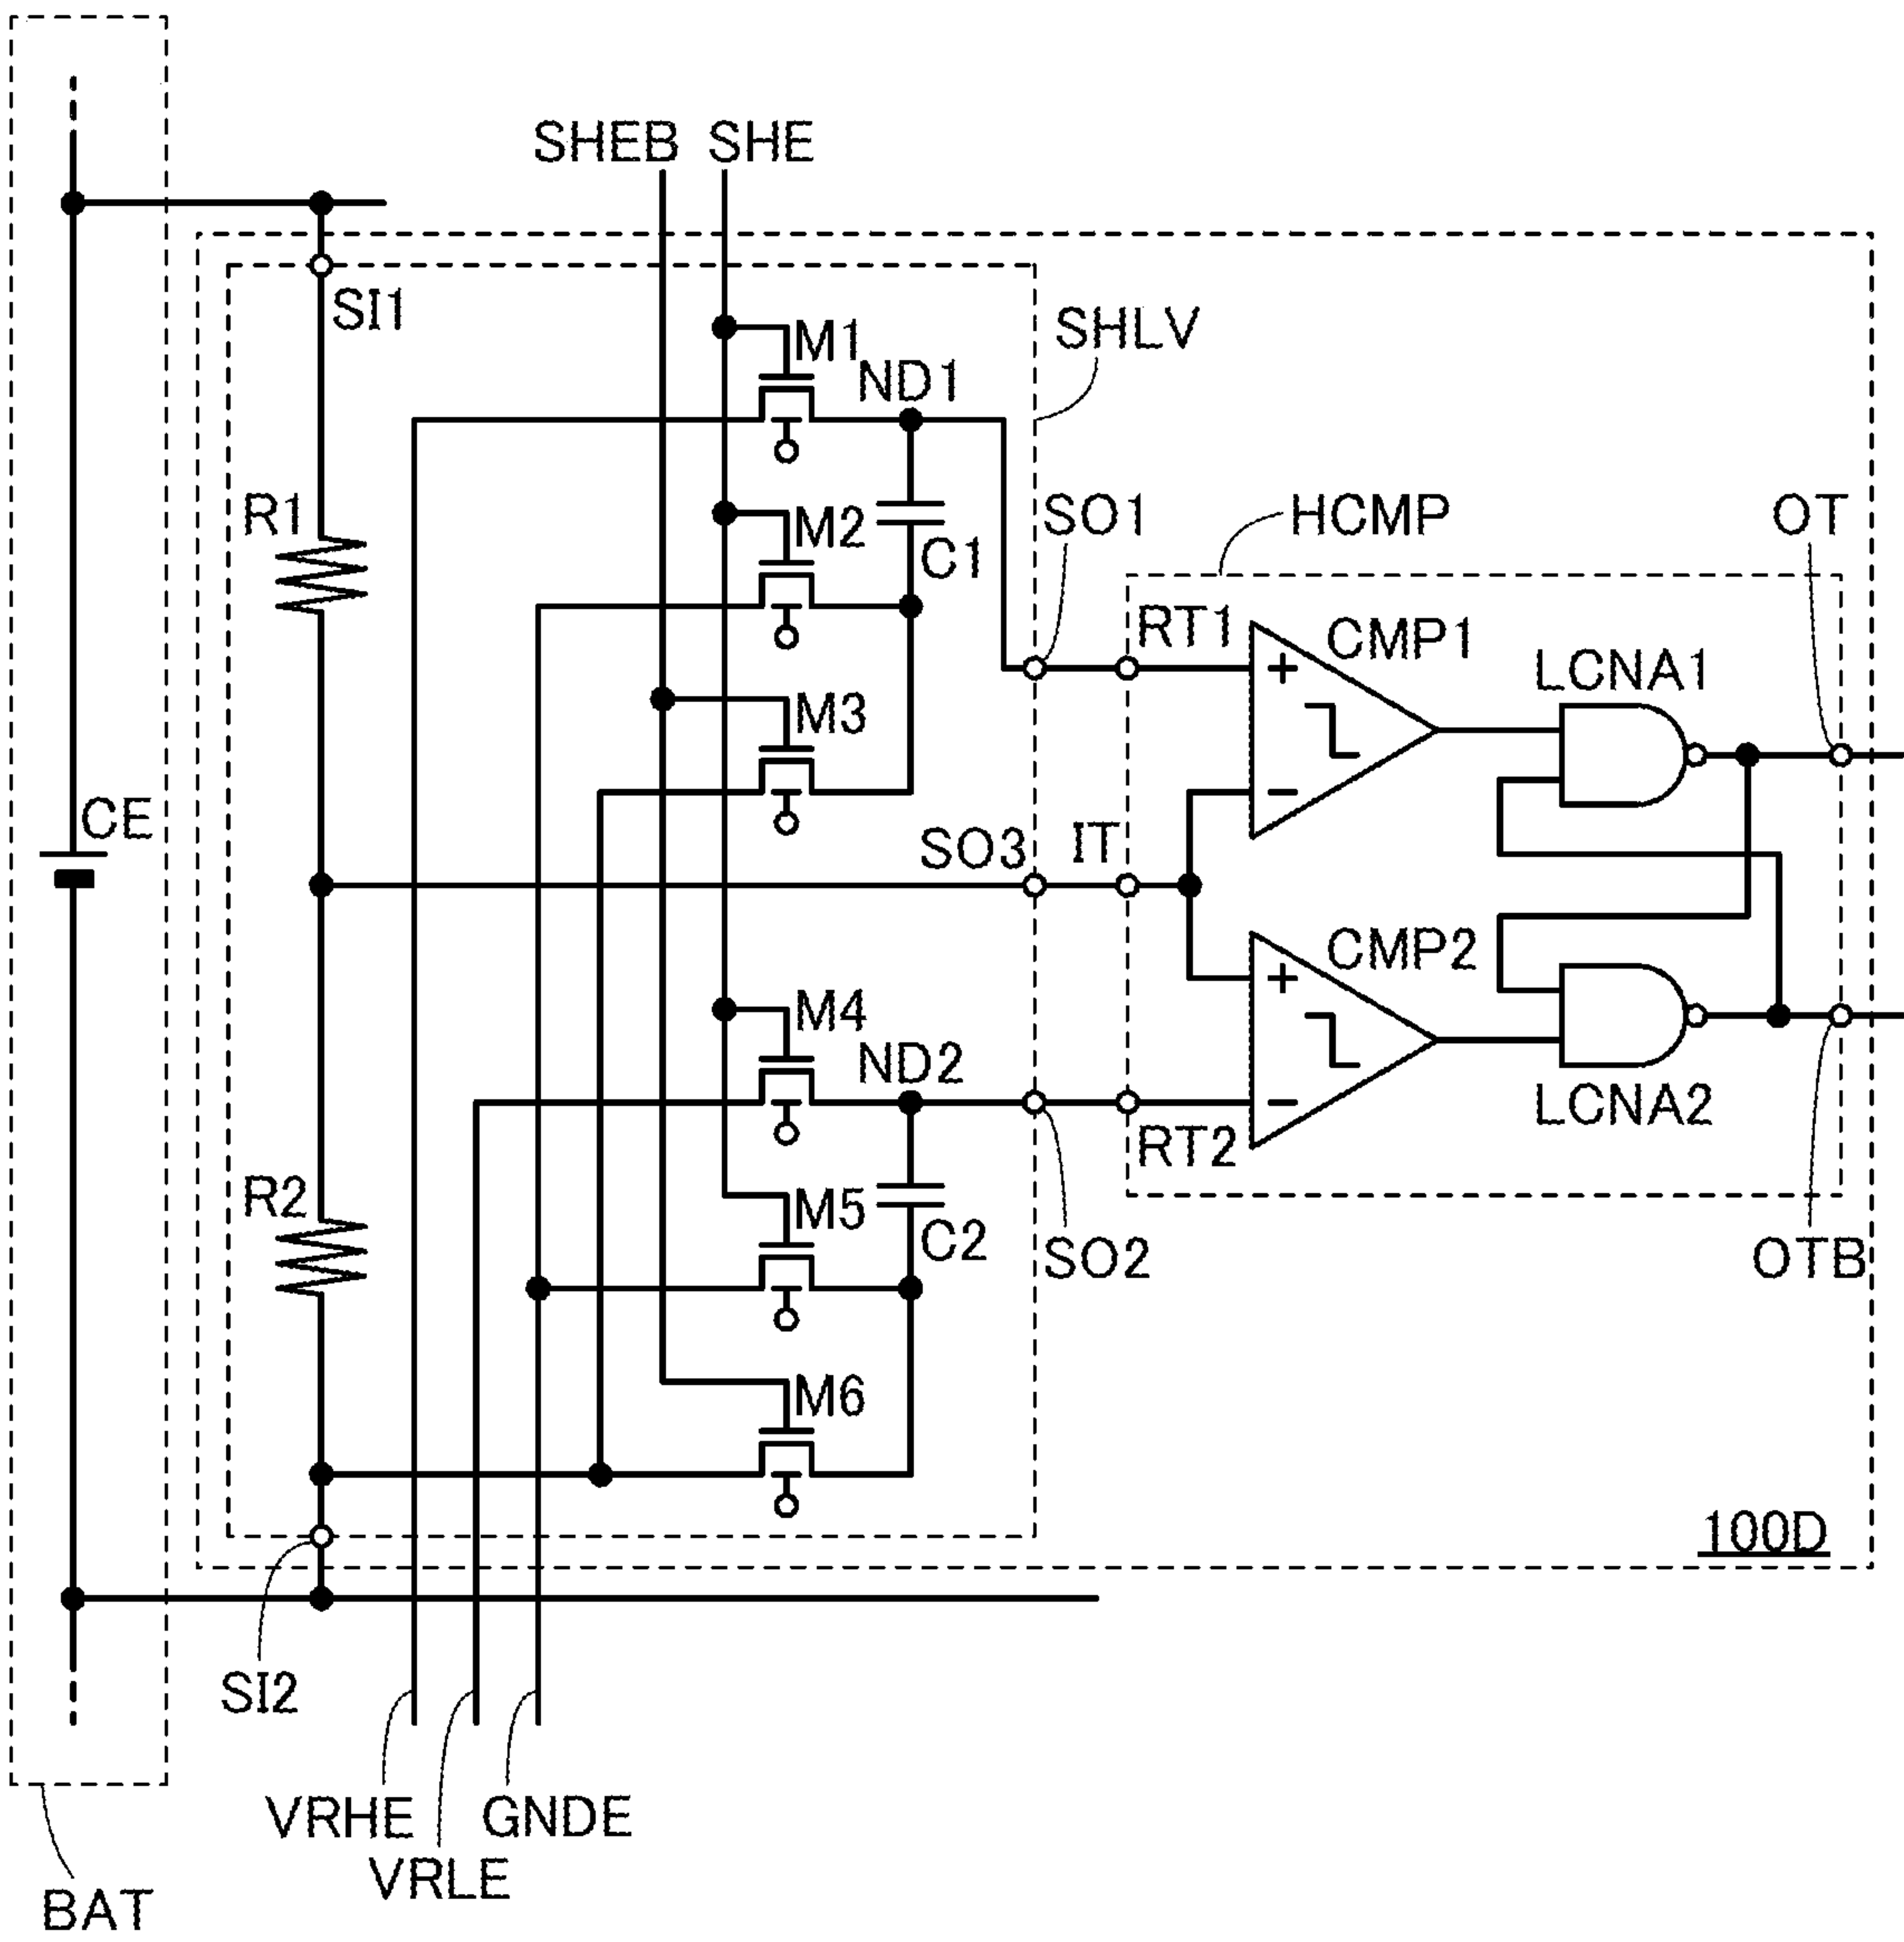 SHEB SHE
SI1
M1
ND1
SHLV
R1
M2
C1
SO1
HCMP
OT
RT1
CMP1
LCNA1
+
−
M3
CE
SO3
IT
CMP2
+
−
M4
ND2
LCNA2
RT2
R2
M5
C2
SO2
OTB
M6
100D
SI2
VRHE
GNDE
VRLE
BAT